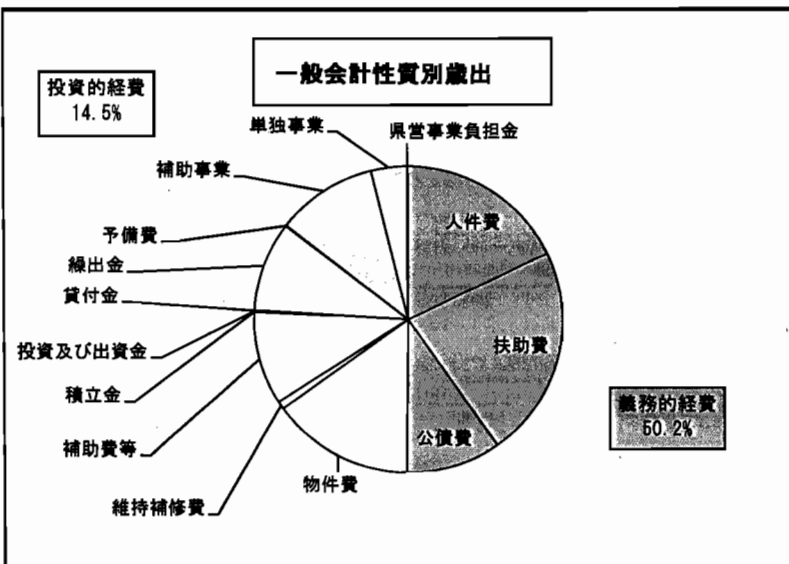 一般会計性質別歳出
投資的経費
14.5%
単独事業
県営事業負担金
補助事業
人件費
予備費
繰出金
貸付金
扶助費
投資及び出資金
積立金
義務的経費
50.2%
公債費
補助費等
物件費
維持補修費